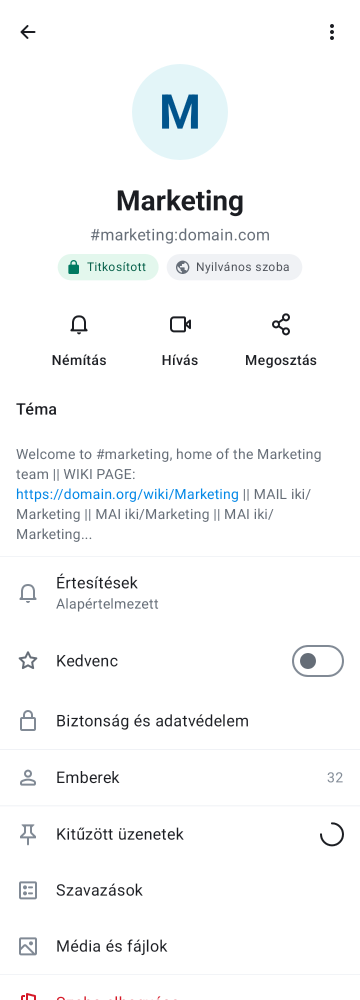 M
Marketing
#marketing:domain.com
Titkosított
Nyilvános szoba
Némítás
Hívás
Megosztás
Téma
Welcome to #marketing, home of the Marketing
team || WIKI PAGE:
https://domain.org/wiki/Marketing || MAIL iki/
Marketing || MAI iki/Marketing || MAI iki/
Marketing...
Értesítések
Alapértelmezett
Kedvenc
Biztonság és adatvédelem
Emberek 32
Kitűzött üzenetek
Szavazások
Média és fájlok